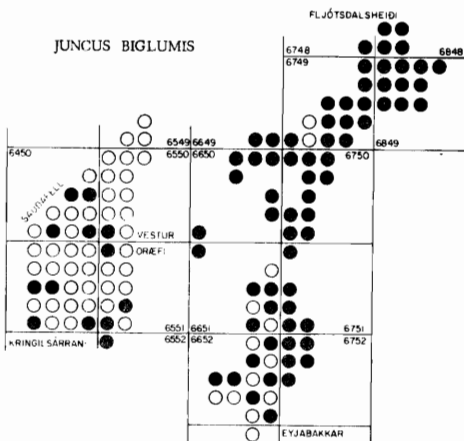 FLJÓTSDALSHEIÐI
JUNCUS BIGLUMIS
6748 6848
6749
6549 6649
6450 6550 6650 6750 6849
SAUÐAFELL
VESTUR
ÖRÆFI
6551 6651 6751
KRINGILSÁRRAN 6552 6652 6752
EYJABAKKAR